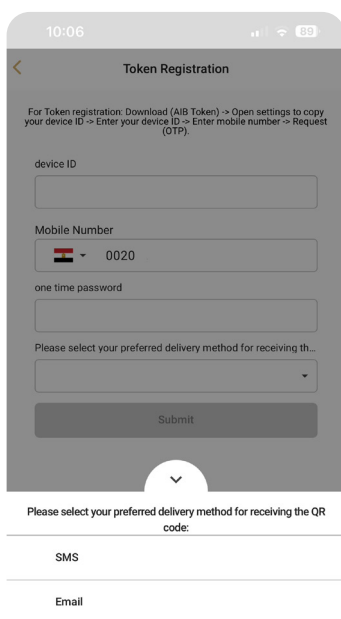 10:06
89
Token Registration
For Token registration: Download (AIB Token) -> Open settings to copy
your device ID -> Enter your device ID -> Enter mobile number -> Request
(OTP).
device ID
Mobile Number
0020
one time password
Please select your preferred delivery method for receiving th...
Submit
Please select your preferred delivery method for receiving the QR
code:
SMS
Email